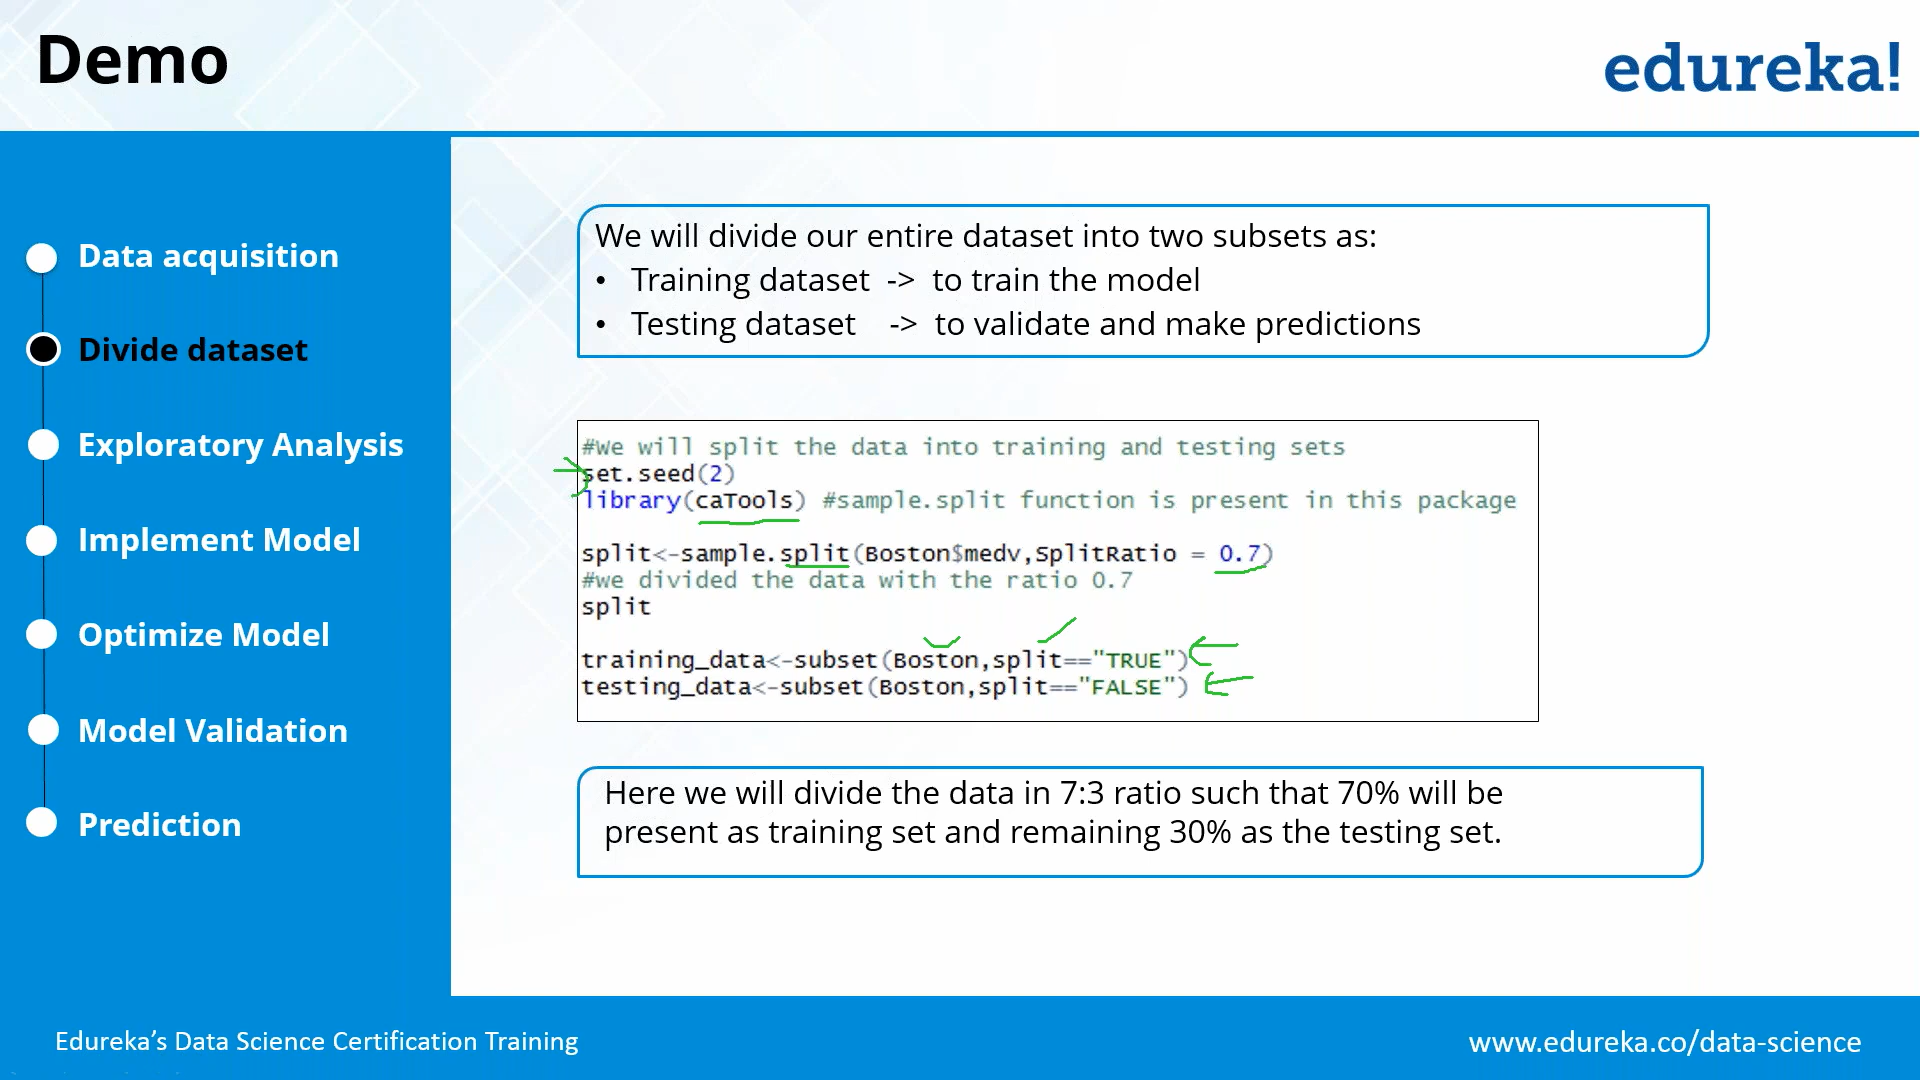 Demo
edureka!
Data acquisition
Divide dataset
Exploratory Analysis
Implement Model
Optimize Model
Model Validation
Prediction
We will divide our entire dataset into two subsets as:
• Training dataset -> to train the model
• Testing dataset -> to validate and make predictions
#we will split the data into training and testing sets
set.seed(2)
library(caTools) #sample.split function is present in this package
split<-sample.split(Boston$medv,SplitRatio = 0.7)
#we divided the data with the ratio 0.7
split
training_data<-subset(Boston,split=="TRUE")
testing_data<-subset(Boston,split=="FALSE")
Here we will divide the data in 7:3 ratio such that 70% will be
present as training set and remaining 30% as the testing set.
Edureka’s Data Science Certification Training
www.edureka.co/data-science